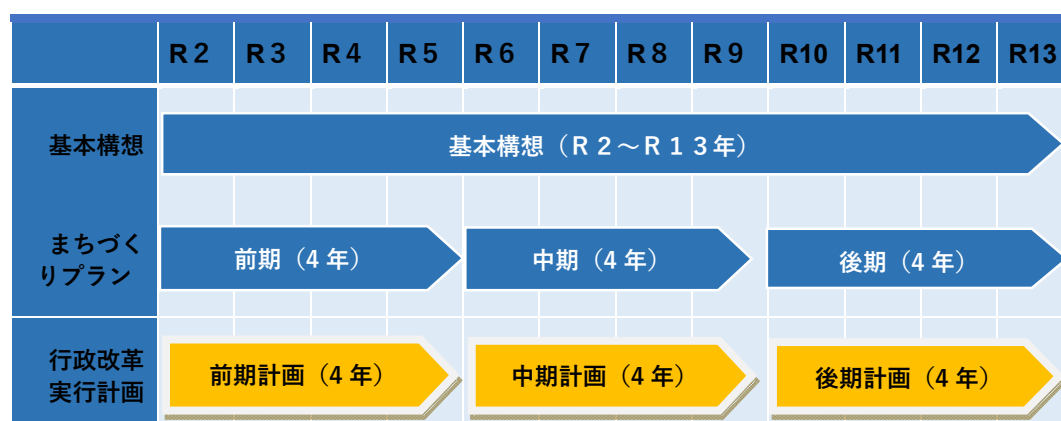 R2 R3 R4 R5 R6 R7 R8 R9 R10 R11 R12 R13
基本構想
基本構想（R２～R１３年）
まちづく
りプラン
前期（4 年） 中期（4 年） 後期（4 年）
行政改革
実行計画
前期計画（4 年） 中期計画（4 年） 後期計画（4 年）